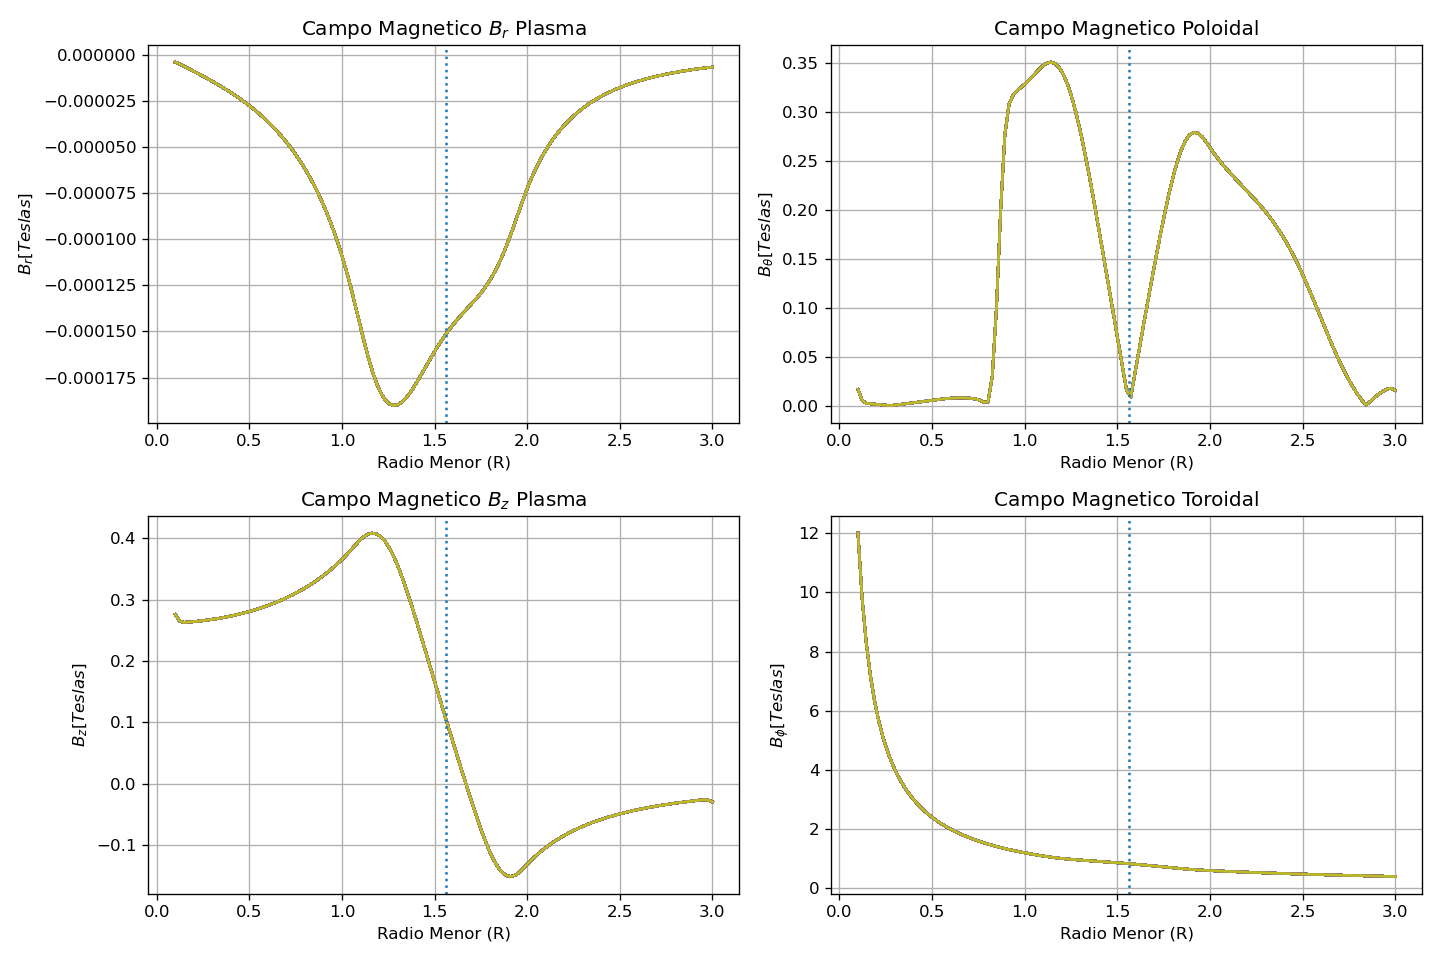 Campo Magnetico B_r Plasma
0.000000
−0.000025
−0.000050
−0.000075
−0.000100
−0.000125
−0.000150
−0.000175
B_r[Teslas]
0.0 0.5 1.0 1.5 2.0 2.5 3.0
Radio Menor (R)
Campo Magnetico Poloidal
0.35
0.30
0.25
0.20
0.15
0.10
0.05
0.00
B_θ[Teslas]
0.0 0.5 1.0 1.5 2.0 2.5 3.0
Radio Menor (R)
Campo Magnetico B_z Plasma
0.4
0.3
0.2
0.1
0.0
−0.1
B_z[Teslas]
0.0 0.5 1.0 1.5 2.0 2.5 3.0
Radio Menor (R)
Campo Magnetico Toroidal
12
10
8
6
4
2
0
B_ϕ[Teslas]
0.0 0.5 1.0 1.5 2.0 2.5 3.0
Radio Menor (R)